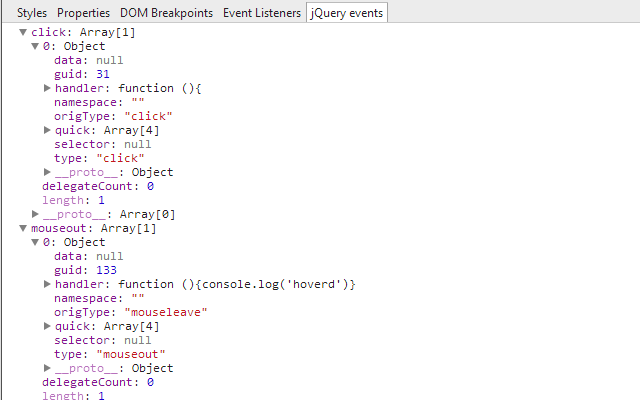 Styles Properties DOM Breakpoints Event Listeners jQuery events
click: Array[1]
0: Object
data: null
guid: 31
handler: function (){
namespace: ""
origType: "click"
quick: Array[4]
selector: null
type: "click"
__proto__: Object
delegateCount: 0
length: 1
__proto__: Array[0]
mouseout: Array[1]
0: Object
data: null
guid: 133
handler: function (){console.log('hoverd')}
namespace: ""
origType: "mouseleave"
quick: Array[4]
selector: null
type: "mouseout"
__proto__: Object
delegateCount: 0
length: 1